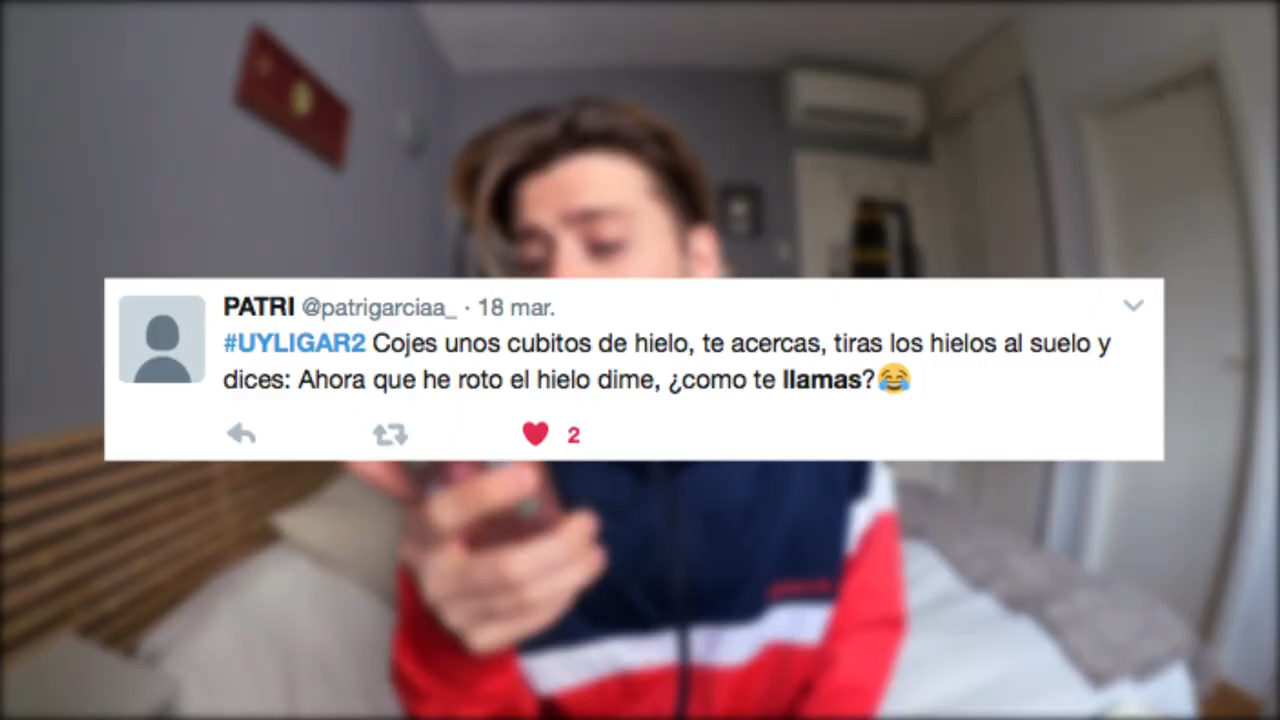 PATRI @patrigarciaa_ · 18 mar.
#UYLIGAR2 Cojes unos cubitos de hielo, te acercas, tiras los hielos al suelo y
dices: Ahora que he roto el hielo dime, ¿como te llamas?😂
2